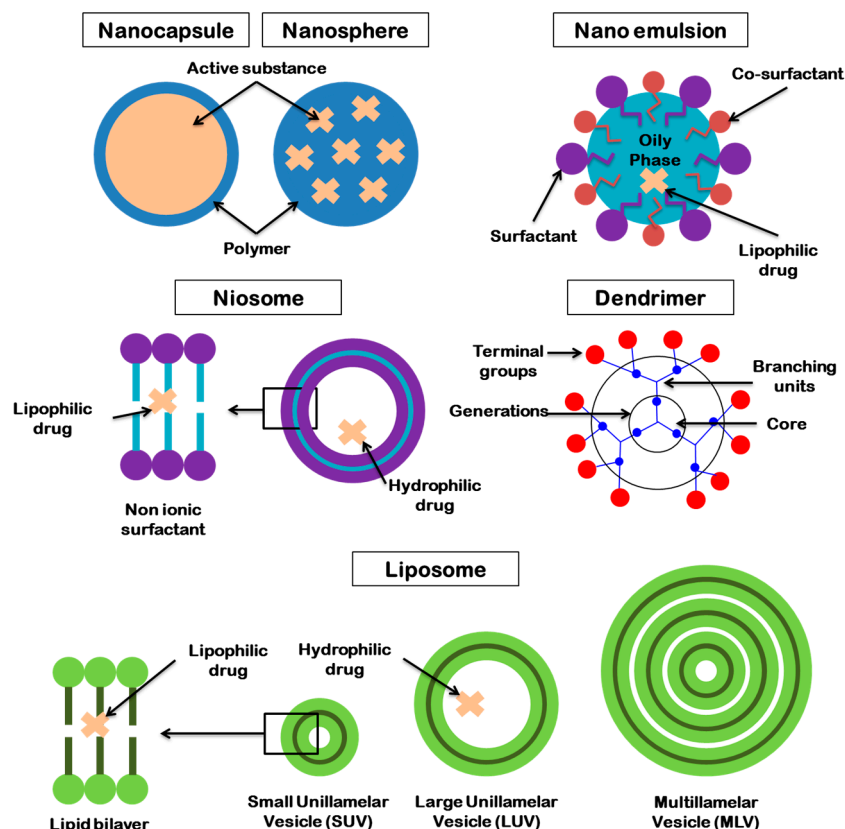 Nanocapsule
Nanosphere
Active substance
Polymer
Nano emulsion
Co-surfactant
Oily
Phase
Surfactant
Lipophilic
drug
Niosome
Lipophilic
drug
Non ionic
surfactant
Hydrophilic
drug
Dendrimer
Terminal
groups
Branching
units
Generations
Core
Liposome
Lipophilic
drug
Hydrophilic
drug
Lipid bilayer
Small Unillamelar
Vesicle (SUV)
Large Unillamelar
Vesicle (LUV)
Multillamelar
Vesicle (MLV)